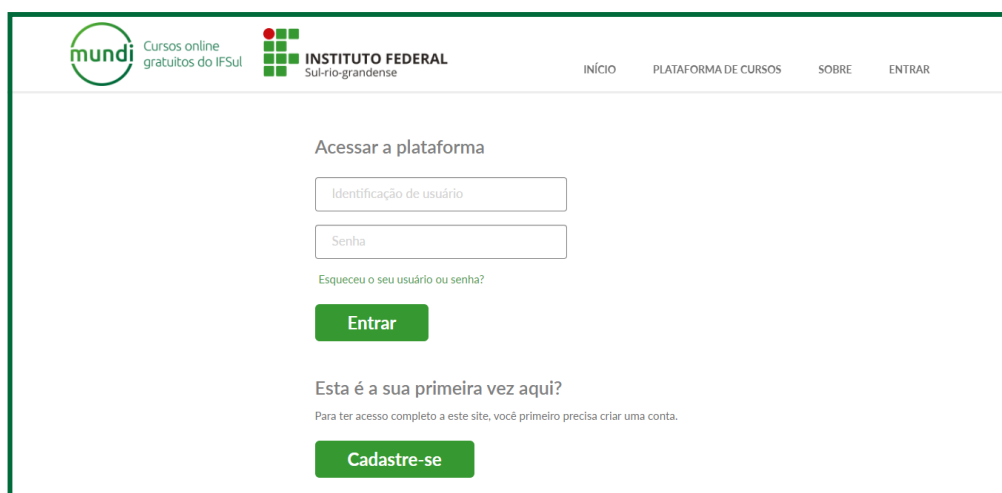 mundi
Cursos online
gratuitos do IFSul
INSTITUTO FEDERAL
Sul-rio-grandense
INÍCIO PLATAFORMA DE CURSOS SOBRE ENTRAR
Acessar a plataforma
Identificação de usuário
Senha
Esqueceu o seu usuário ou senha?
Entrar
Esta é a sua primeira vez aqui?
Para ter acesso completo a este site, você primeiro precisa criar uma conta.
Cadastre-se